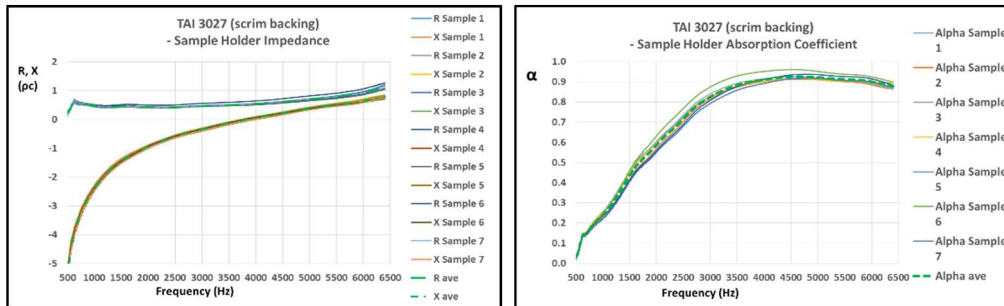 TAI 3027 (scrim backing)
- Sample Holder Impedance
R, X
(ρc)
2
1
0
-1
-2
-3
-4
-5
500 1000 1500 2000 2500 3000 3500 4000 4500 5000 5500 6000 6500
Frequency (Hz)
R Sample 1
X Sample 1
R Sample 2
X Sample 2
R Sample 3
X Sample 3
R Sample 4
X Sample 4
R Sample 5
X Sample 5
R Sample 6
X Sample 6
R Sample 7
X Sample 7
R ave
X ave
TAI 3027 (scrim backing)
- Sample Holder Absorption Coefficient
α
1.0
0.9
0.8
0.7
0.6
0.5
0.4
0.3
0.2
0.1
0.0
500 1000 1500 2000 2500 3000 3500 4000 4500 5000 5500 6000 6500
Frequency (Hz)
Alpha Sample
1
Alpha Sample
2
Alpha Sample
3
Alpha Sample
4
Alpha Sample
5
Alpha Sample
6
Alpha Sample
7
Alpha ave